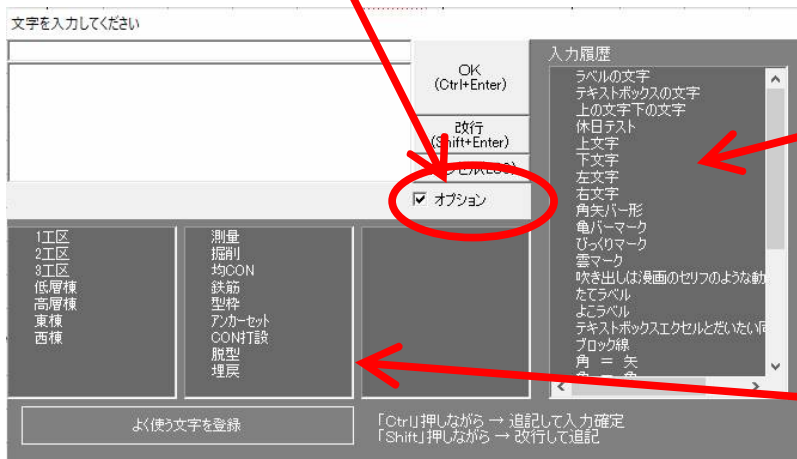 文字を入力してください
OK
(Ctrl+Enter)
改行
(Shift+Enter)
オプション
入力履歴
ラベルの文字
テキストボックスの文字
上の文字下の文字
休日テスト
上文字
下文字
左文字
右文字
角矢バー形
亀バーマーク
びっくりマーク
雲マーク
吹き出しは漫画のセリフのような動
たてラベル
よこラベル
テキストボックスエクセルとだいたい同
ブロック線
角 = 矢
1工区
2工区
3工区
低層棟
高層棟
東棟
西棟
測量
掘削
均CON
鉄筋
型枠
アンカーセット
CON打設
脱型
埋戻
よく使う文字を登録
「Ctrl」押しながら → 追記して入力確定
「Shift」押しながら → 改行して追記